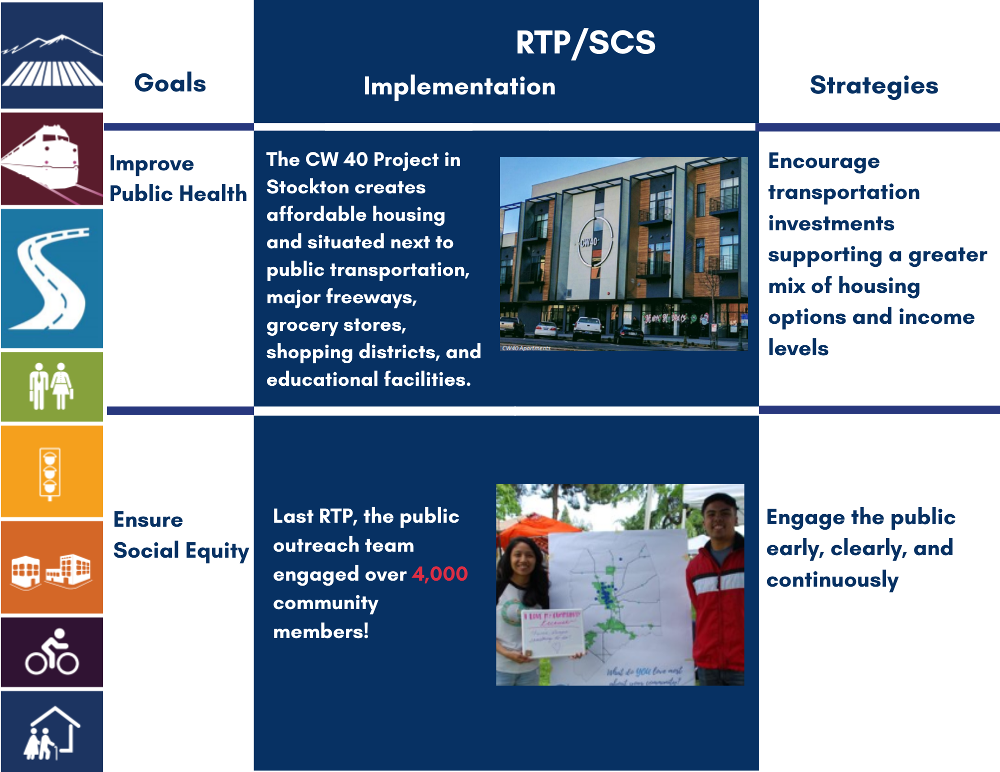 RTP/SCS
Goals
Implementation
Strategies
Improve
Public Health
The CW 40 Project in
Stockton creates
affordable housing
and situated next to
public transportation,
major freeways,
grocery stores,
shopping districts, and
educational facilities.
CW40
CW40 Apartments
Encourage
transportation
investments
supporting a greater
mix of housing
options and income
levels
Ensure
Social Equity
Last RTP, the public
outreach team
engaged over 4,000
community
members!
I LOVE MY COMMUNITY
Because
What do YOU love most
about your community?
Engage the public
early, clearly, and
continuously